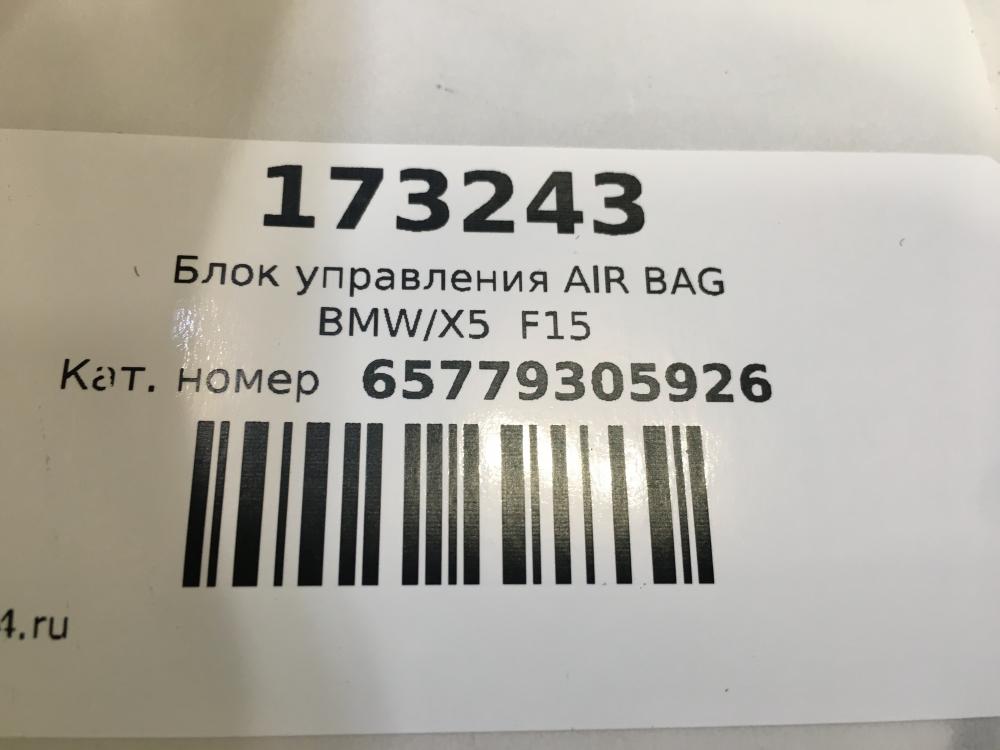 173243
Блок управления AIR BAG
BMW/X5 F15
Кат. номер 65779305926
4.ru